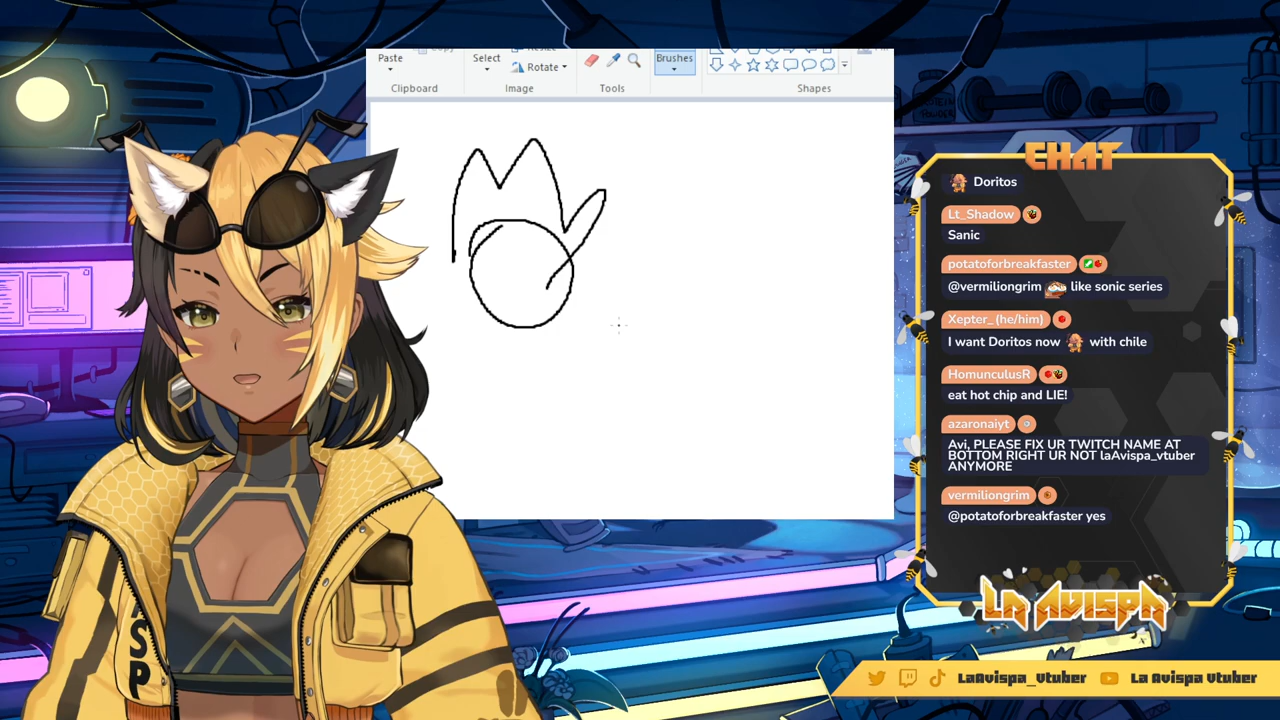 Paste
Select
Rotate
Brushes
Clipboard
Image
Tools
Shapes
CHAT
Doritos
Lt_Shadow
Sanic
potatoforbreakfaster
@vermiliongrim like sonic series
Xepter_ (he/him)
I want Doritos now with chile
HomunculusR
eat hot chip and LIE!
azaronaiyt
Avi, PLEASE FIX UR TWITCH NAME AT
BOTTOM RIGHT UR NOT laAvispa_vtuber
ANYMORE
vermiliongrim
@potatoforbreakfaster yes
LA AVISPA
SP
LaAvispa_Vtuber
La Avispa Vtuber